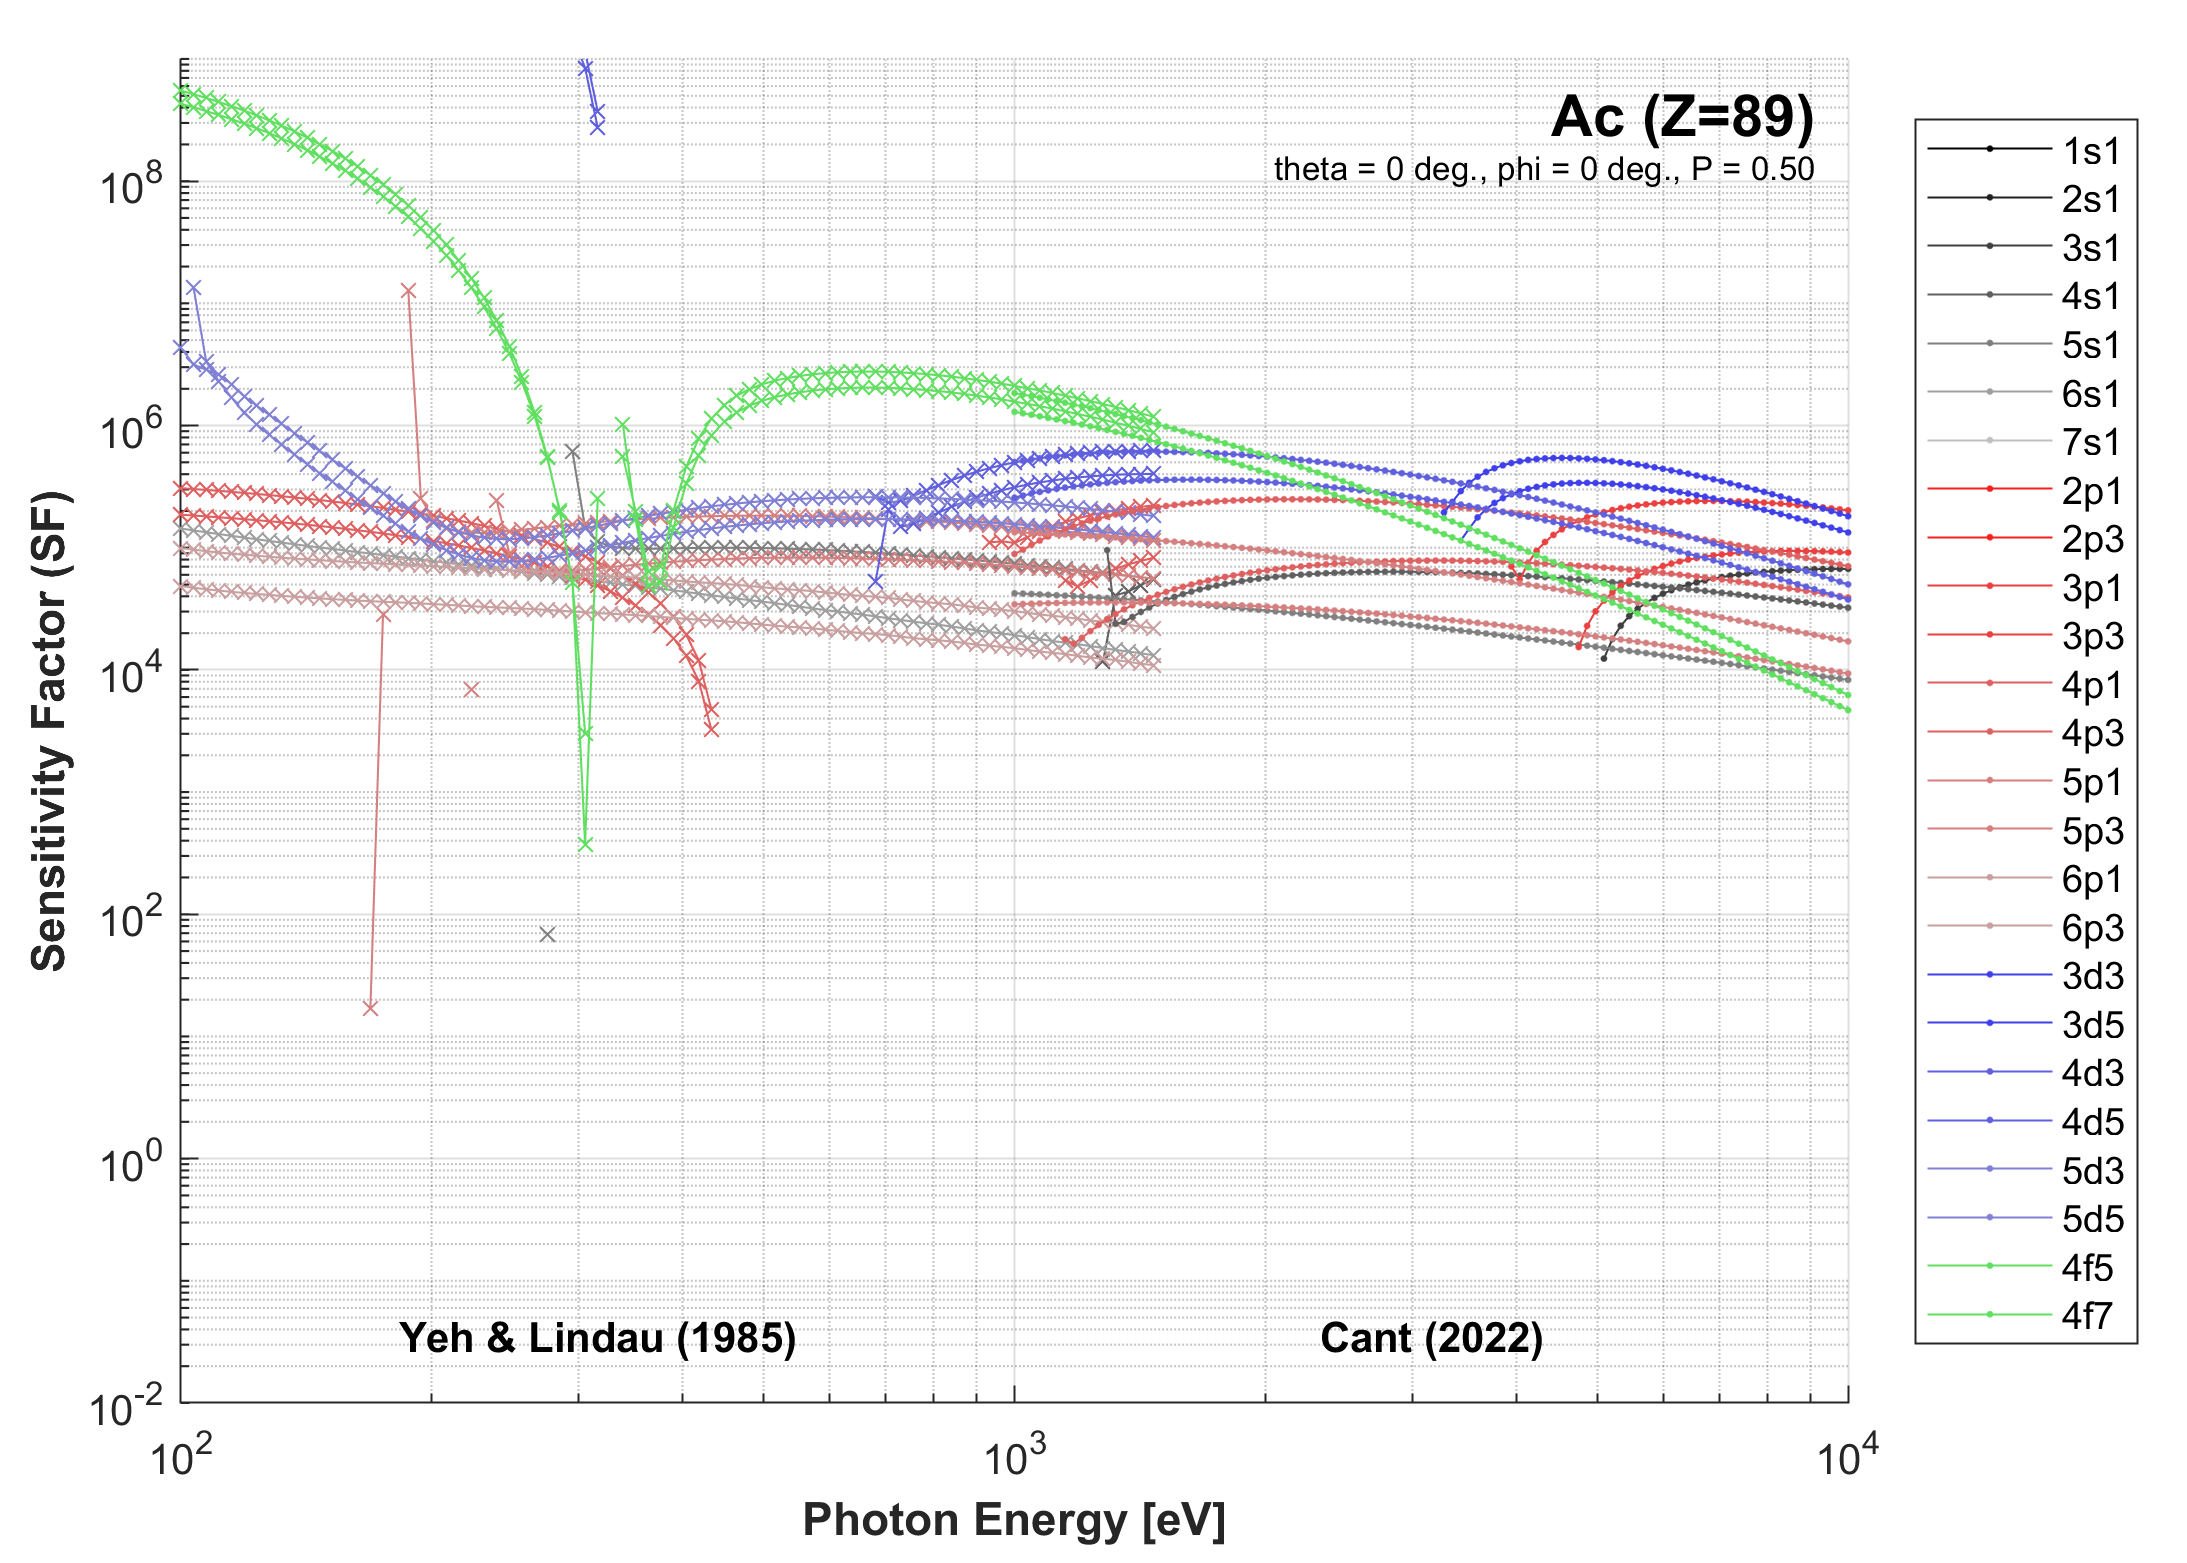 Ac (Z=89)
theta = 0 deg., phi = 0 deg., P = 0.50
Sensitivity Factor (SF)
10^8
10^6
10^4
10^2
10^0
10^-2
Yeh & Lindau (1985)
Cant (2022)
10^2
10^3
10^4
Photon Energy [eV]
1s1
2s1
3s1
4s1
5s1
6s1
7s1
2p1
2p3
3p1
3p3
4p1
4p3
5p1
5p3
6p1
6p3
3d3
3d5
4d3
4d5
5d3
5d5
4f5
4f7